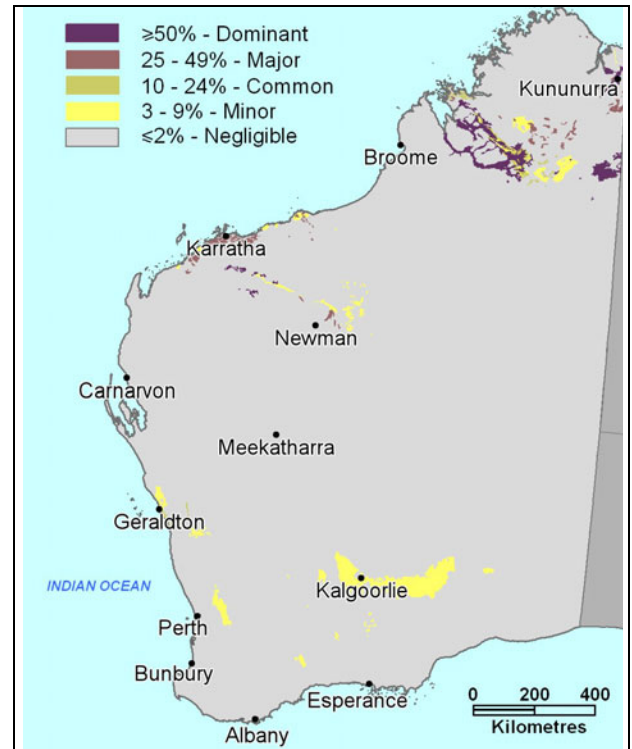 ≥50% - Dominant
25 - 49% - Major
10 - 24% - Common
3 - 9% - Minor
≤2% - Negligible
Kununurra
Broome
Karratha
Newman
Carnarvon
Meekatharra
Geraldton
Kalgoorlie
INDIAN OCEAN
Perth
Bunbury
Esperance
Albany
0 200 400
Kilometres